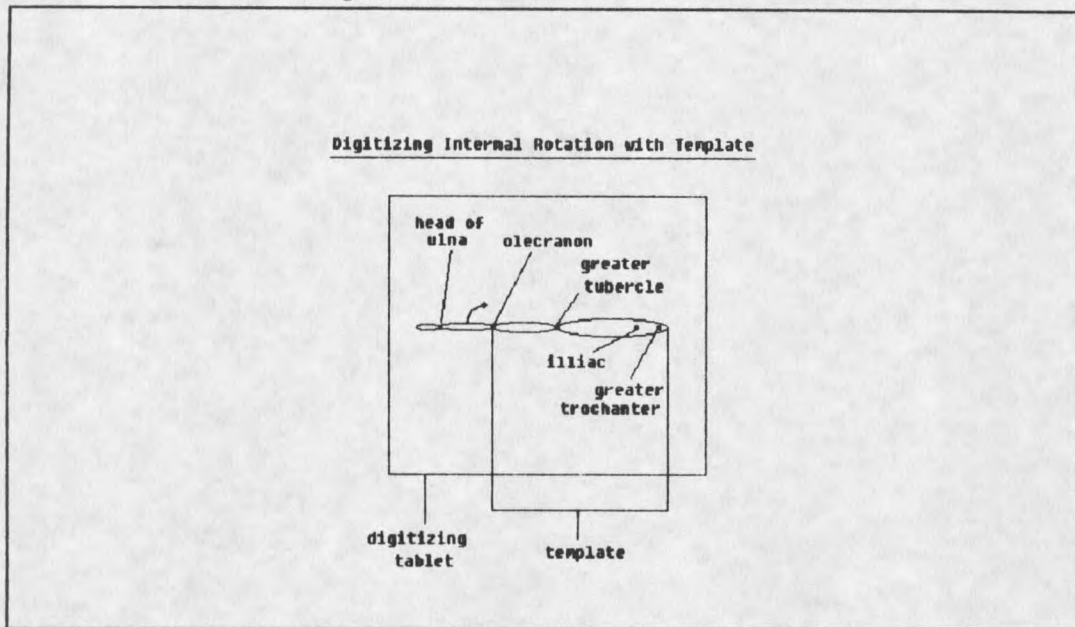 Digitizing Internal Rotation with Template
head of
ulna
olecranon
greater
tubercle
illiac
greater
trochanter
digitizing
tablet
template